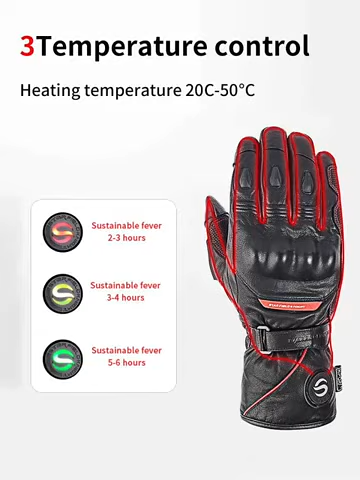 3Temperature control
Heating temperature 20C-50°C
Sustainable fever
2-3 hours
Sustainable fever
3-4 hours
Sustainable fever
5-6 hours